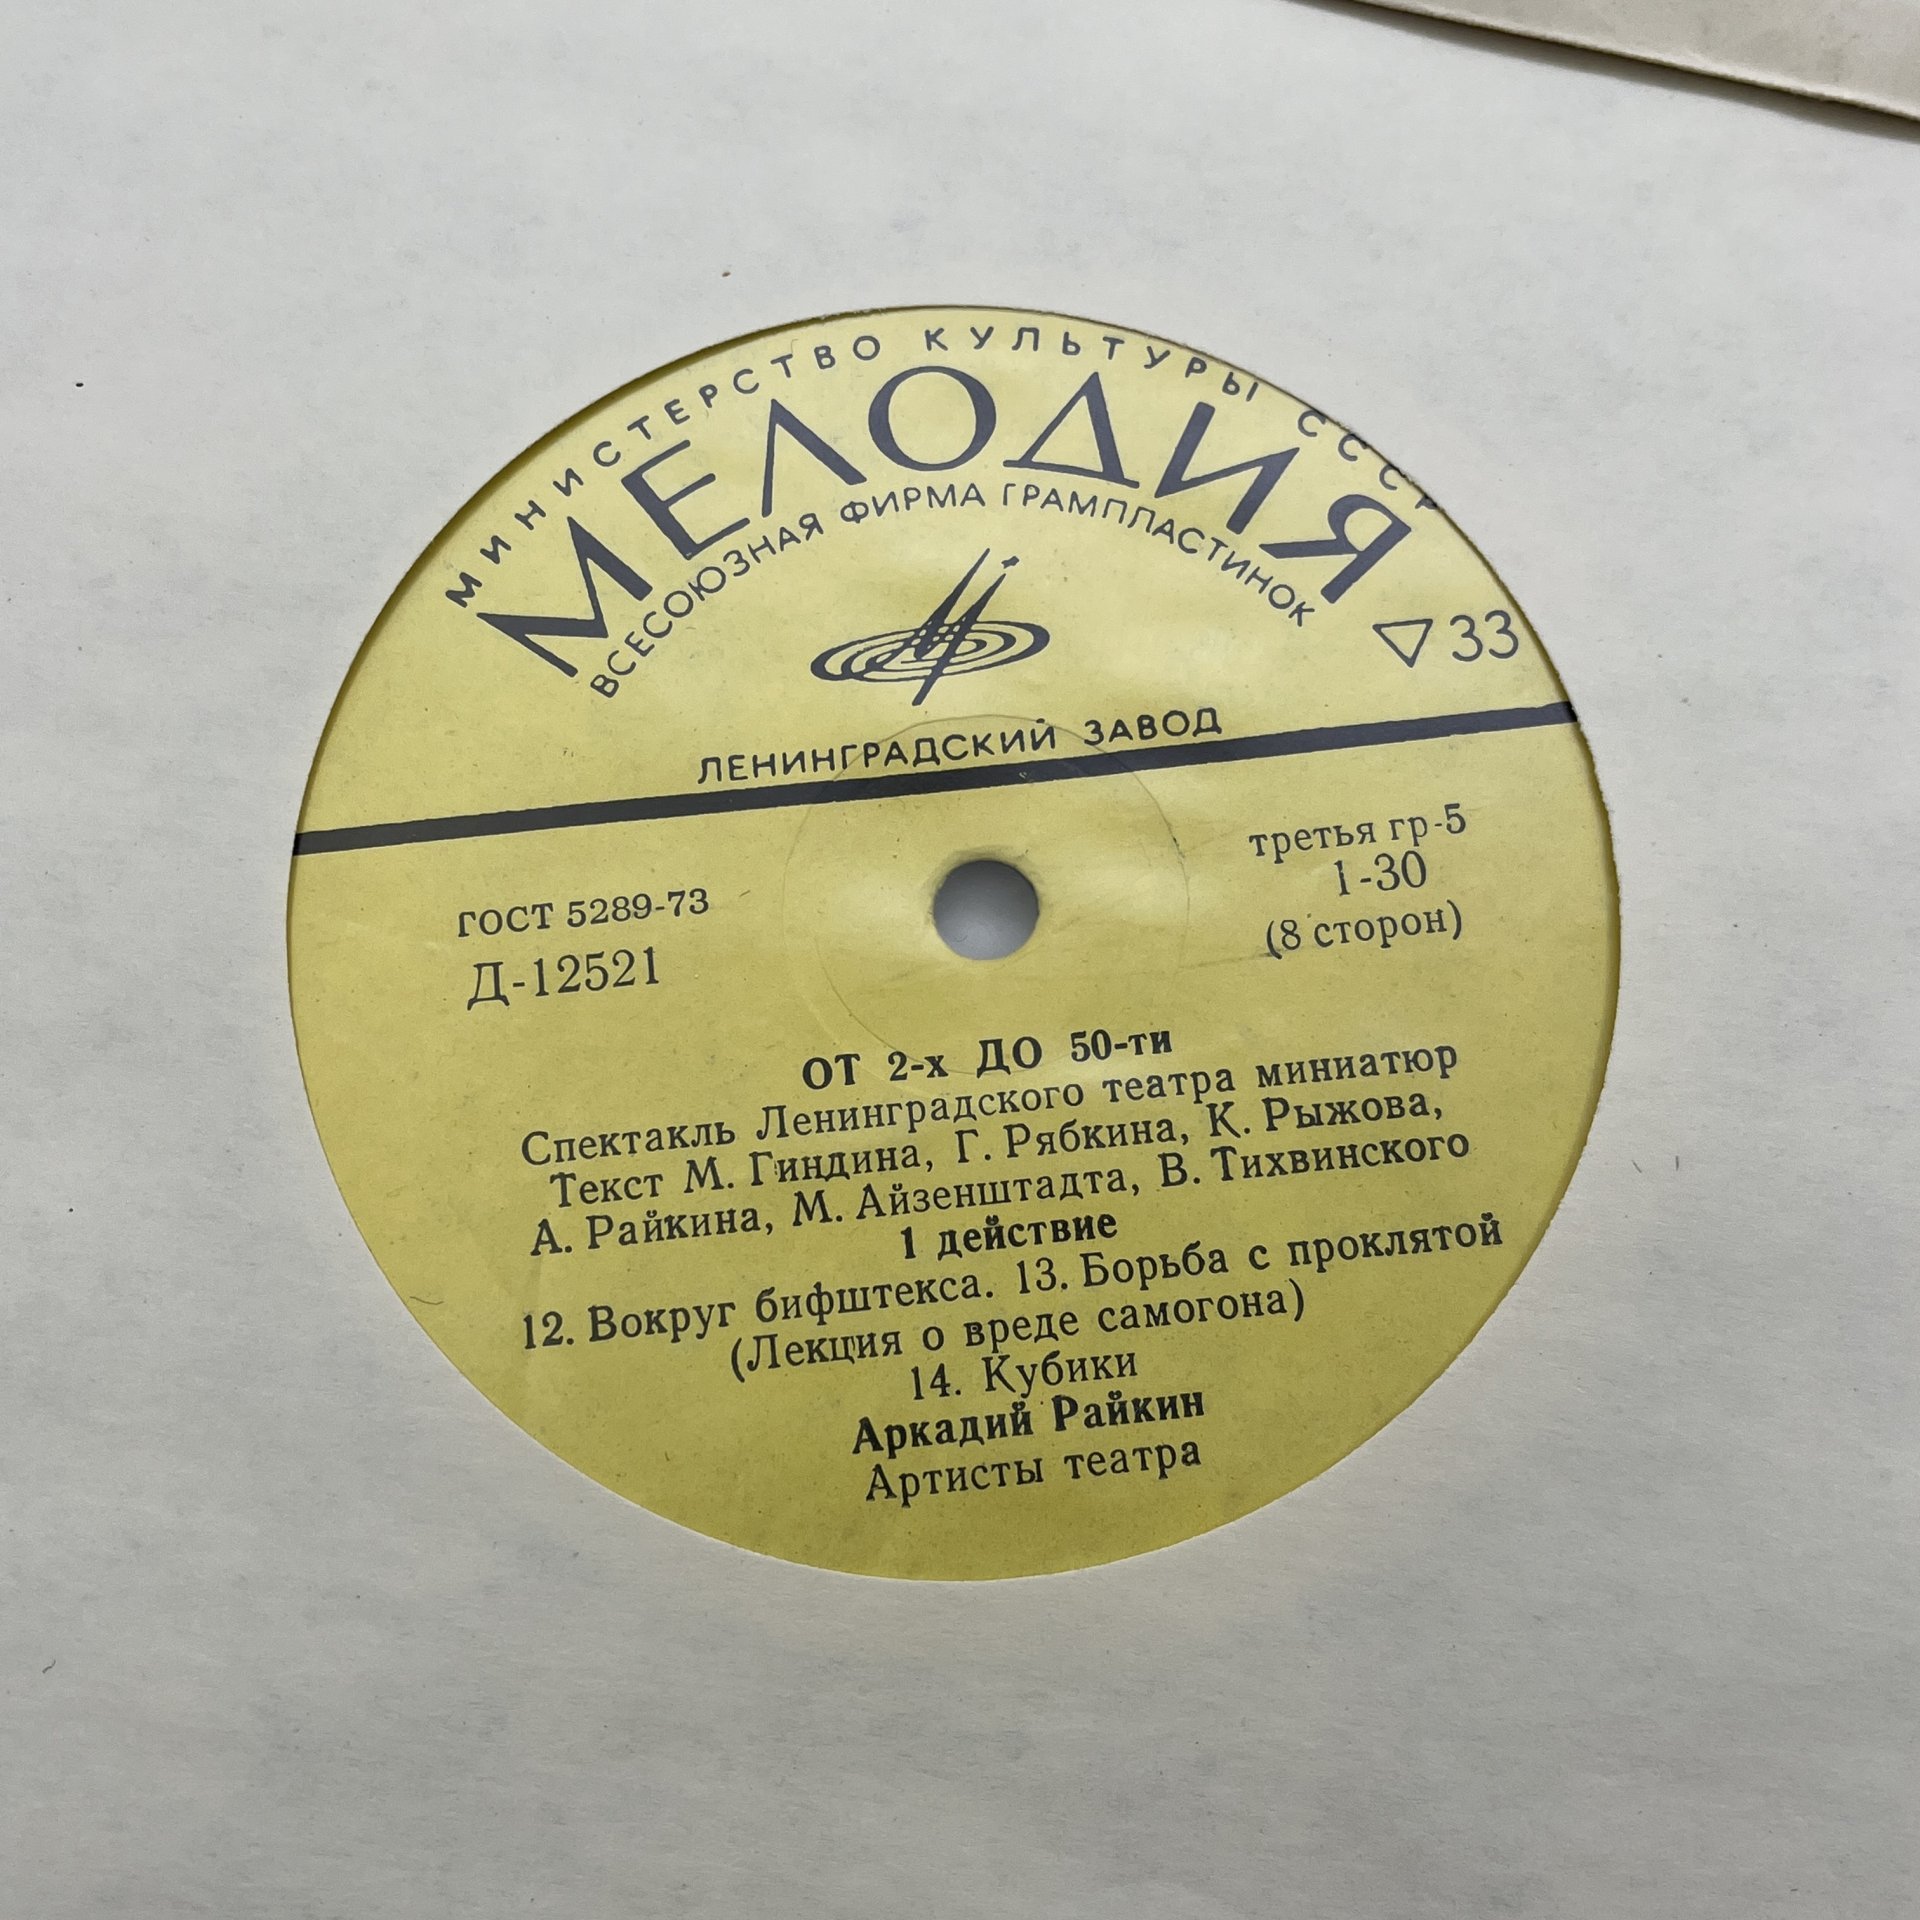 МИНИСТЕРСТВО КУЛЬТУРЫ СССР
МЕЛОДИЯ
ВСЕСОЮЗНАЯ ФИРМА ГРАМПЛАСТИНОК
33
ЛЕНИНГРАДСКИЙ ЗАВОД
третья гр-5
1-30
(8 сторон)
ГОСТ 5289-73
Д-12521
ОТ 2-х ДО 50-ти
Спектакль Ленинградского театра миниатюр
Текст М. Гиндина, Г. Рябкина, К. Рыжова,
А. Райкина, М. Айзенштадта, В. Тихвинского
1 действие
12. Вокруг бифштекса. 13. Борьба с проклятой
(Лекция о вреде самогона)
14. Кубики
Аркадий Райкин
Артисты театра